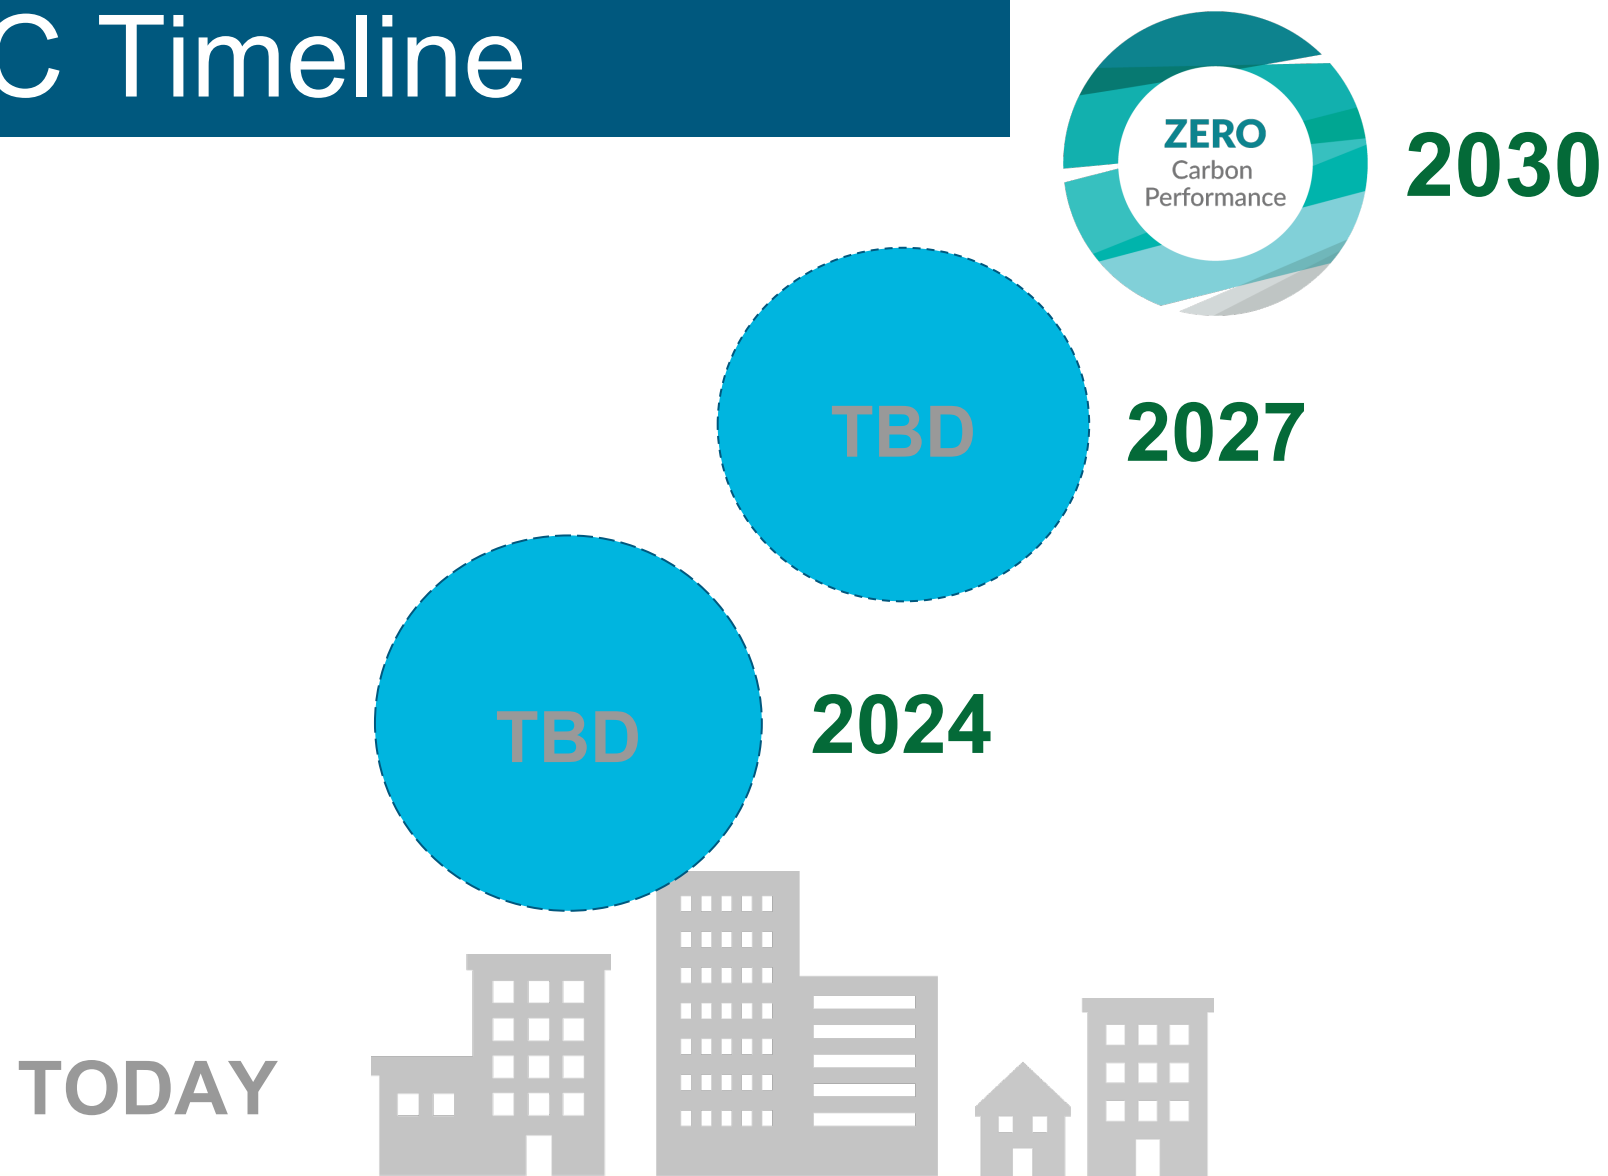 C Timeline
ZERO
Carbon
Performance
2030
TBD
2027
TBD
2024
TODAY